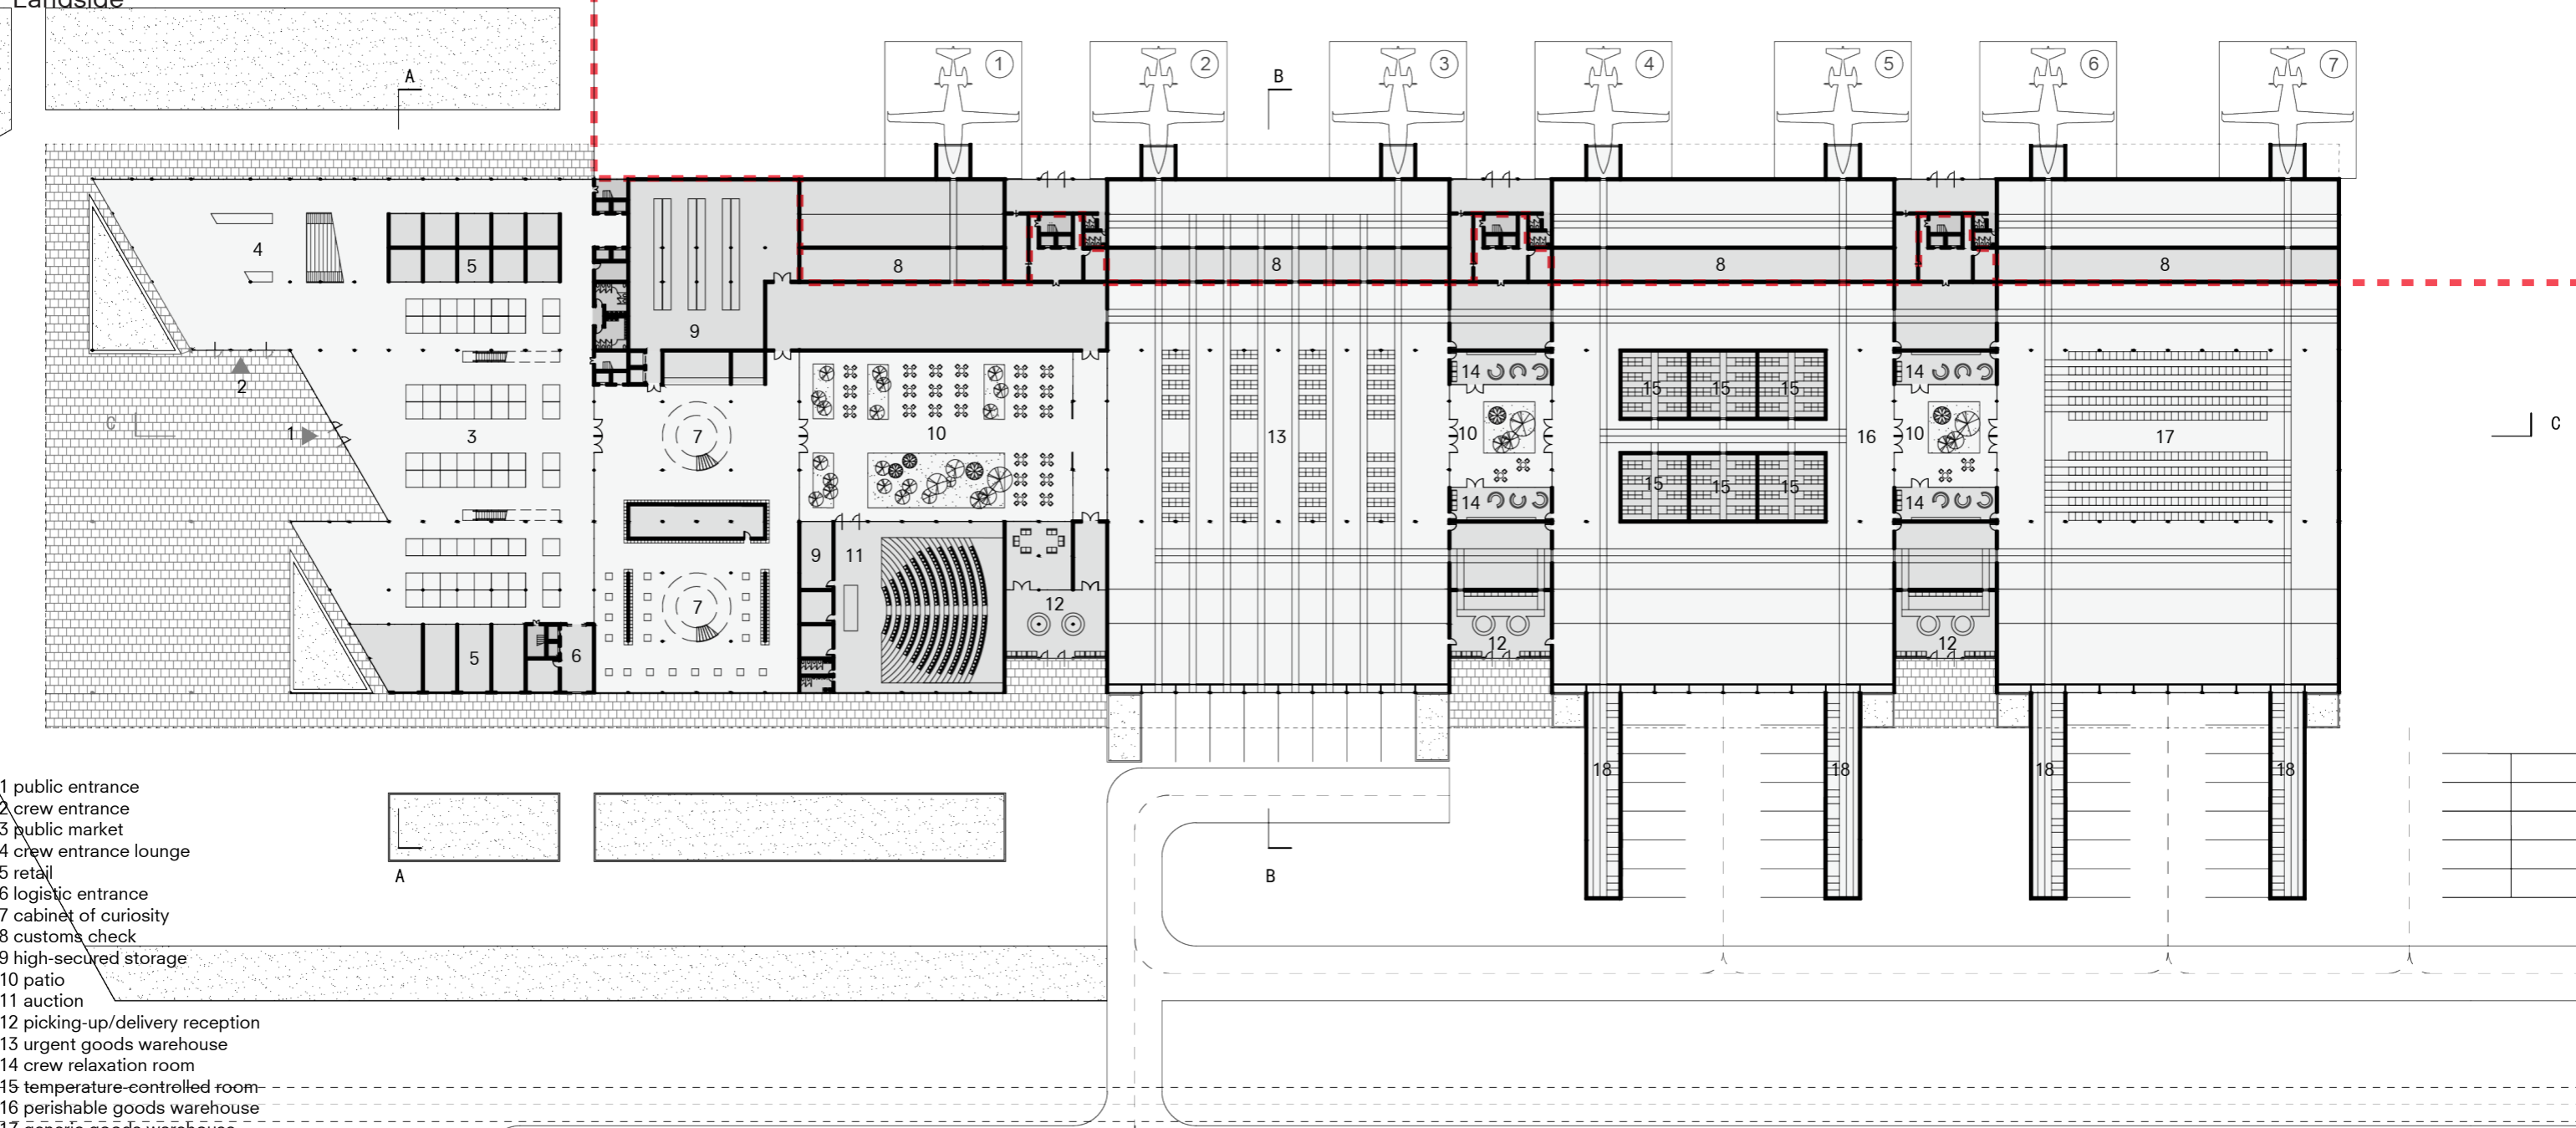 Landside
A
B
1
2
3
4
5
6
7
4
5
8
8
8
8
9
2
C
1
3
7
10
13
14
10
14
15
15
15
15
15
15
16
14
10
14
17
C
9
11
7
12
12
12
5
6
18
18
18
18
A
B
1 public entrance
2 crew entrance
3 public market
4 crew entrance lounge
5 retail
6 logistic entrance
7 cabinet of curiosity
8 customs check
9 high-secured storage
10 patio
11 auction
12 picking-up/delivery reception
13 urgent goods warehouse
14 crew relaxation room
15 temperature-controlled room
16 perishable goods warehouse
17 generic goods warehouse